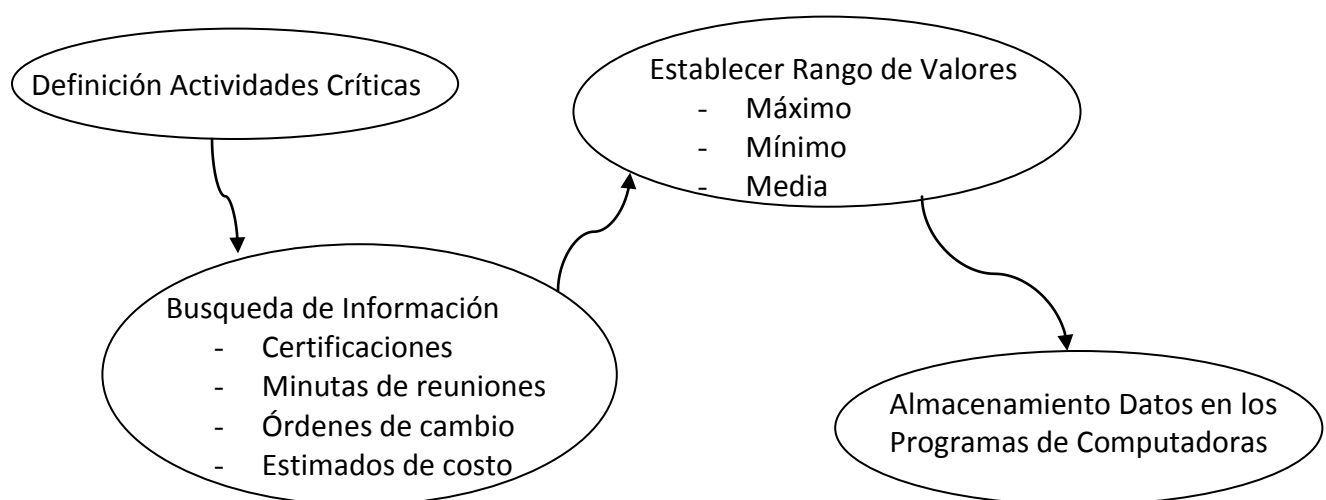 Definición Actividades Críticas
Busqueda de Información
- Certificaciones
- Minutas de reuniones
- Órdenes de cambio
- Estimados de costo
Establecer Rango de Valores
- Máximo
- Mínimo
- Media
Almacenamiento Datos en los
Programas de Computadoras